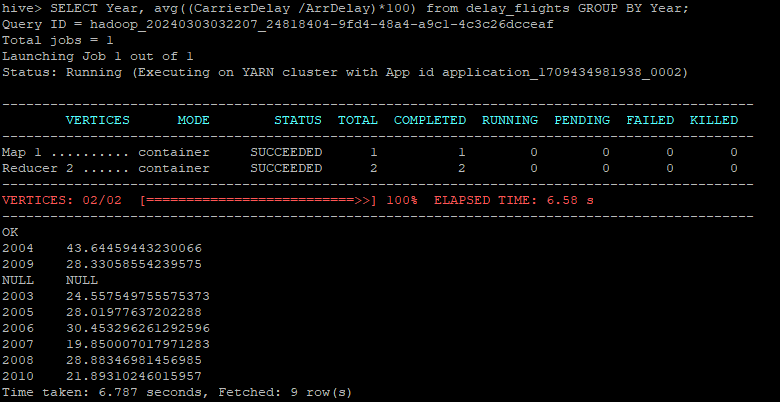 hive> SELECT Year, avg((CarrierDelay /ArrDelay)*100) from delay_flights GROUP BY Year;
Query ID = hadoop_20240303032207_24818404-9fd4-48a4-a9c1-4c3c26dcceaf
Total jobs = 1
Launching Job 1 out of 1
Status: Running (Executing on YARN cluster with App id application_1709434981938_0002)
----------------------------------------------------------------------------------------------
VERTICES      MODE        STATUS  TOTAL  COMPLETED  RUNNING  PENDING  FAILED  KILLED
----------------------------------------------------------------------------------------------
Map 1 .......... container     SUCCEEDED      1          1        0        0       0       0
Reducer 2 ...... container     SUCCEEDED      2          2        0        0       0       0
----------------------------------------------------------------------------------------------
VERTICES: 02/02  [==========================>>] 100%  ELAPSED TIME: 6.58 s
----------------------------------------------------------------------------------------------
OK
2004    43.64459443230066
2009    28.33058554239575
NULL    NULL
2003    24.557549755575373
2005    28.01977637202288
2006    30.453296261292596
2007    19.850007017971283
2008    28.88346981456985
2010    21.89310246015957
Time taken: 6.787 seconds, Fetched: 9 row(s)